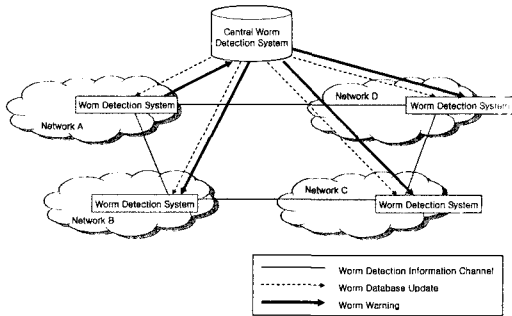 Central Worm
Detection System
Worm Detection System
Network A
Network D
Worm Detection System
Worm Detection System
Network B
Network C
Worm Detection System
Worm Detection Information Channel
Worm Database Update
Worm Warning